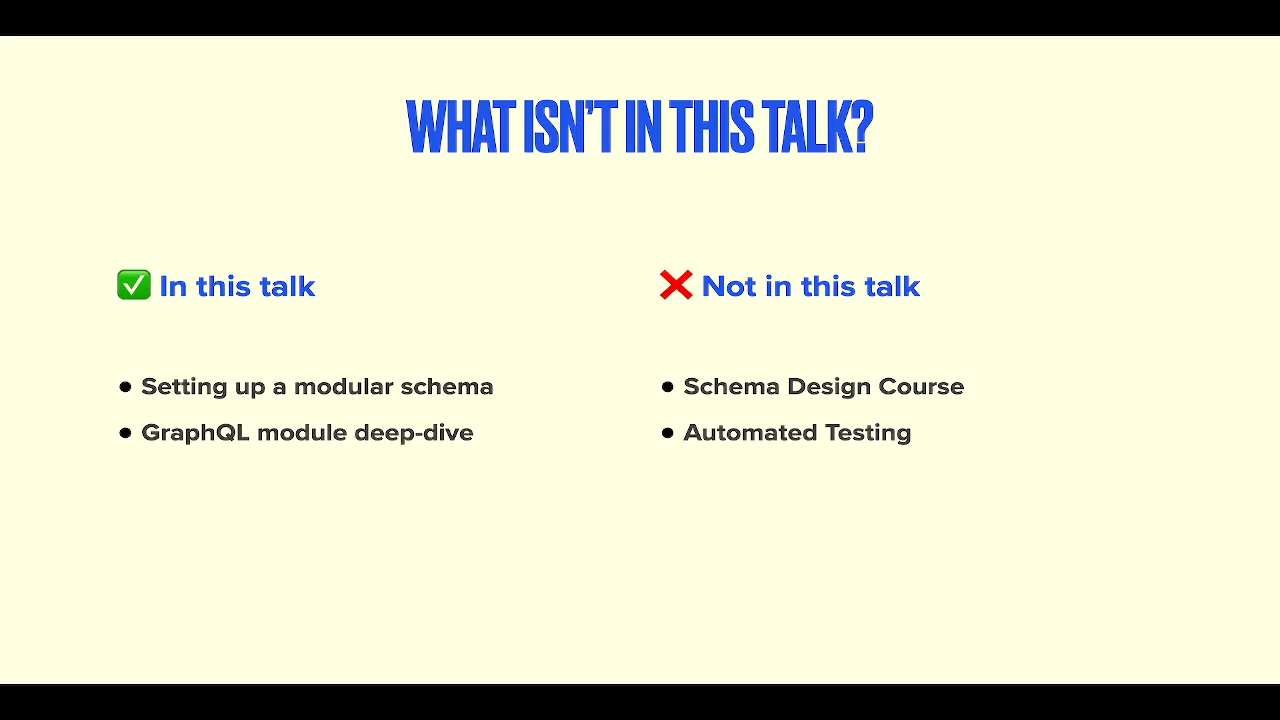 WHAT ISN'T IN THIS TALK?
✅ In this talk
• Setting up a modular schema
• GraphQL module deep-dive
❌ Not in this talk
• Schema Design Course
• Automated Testing